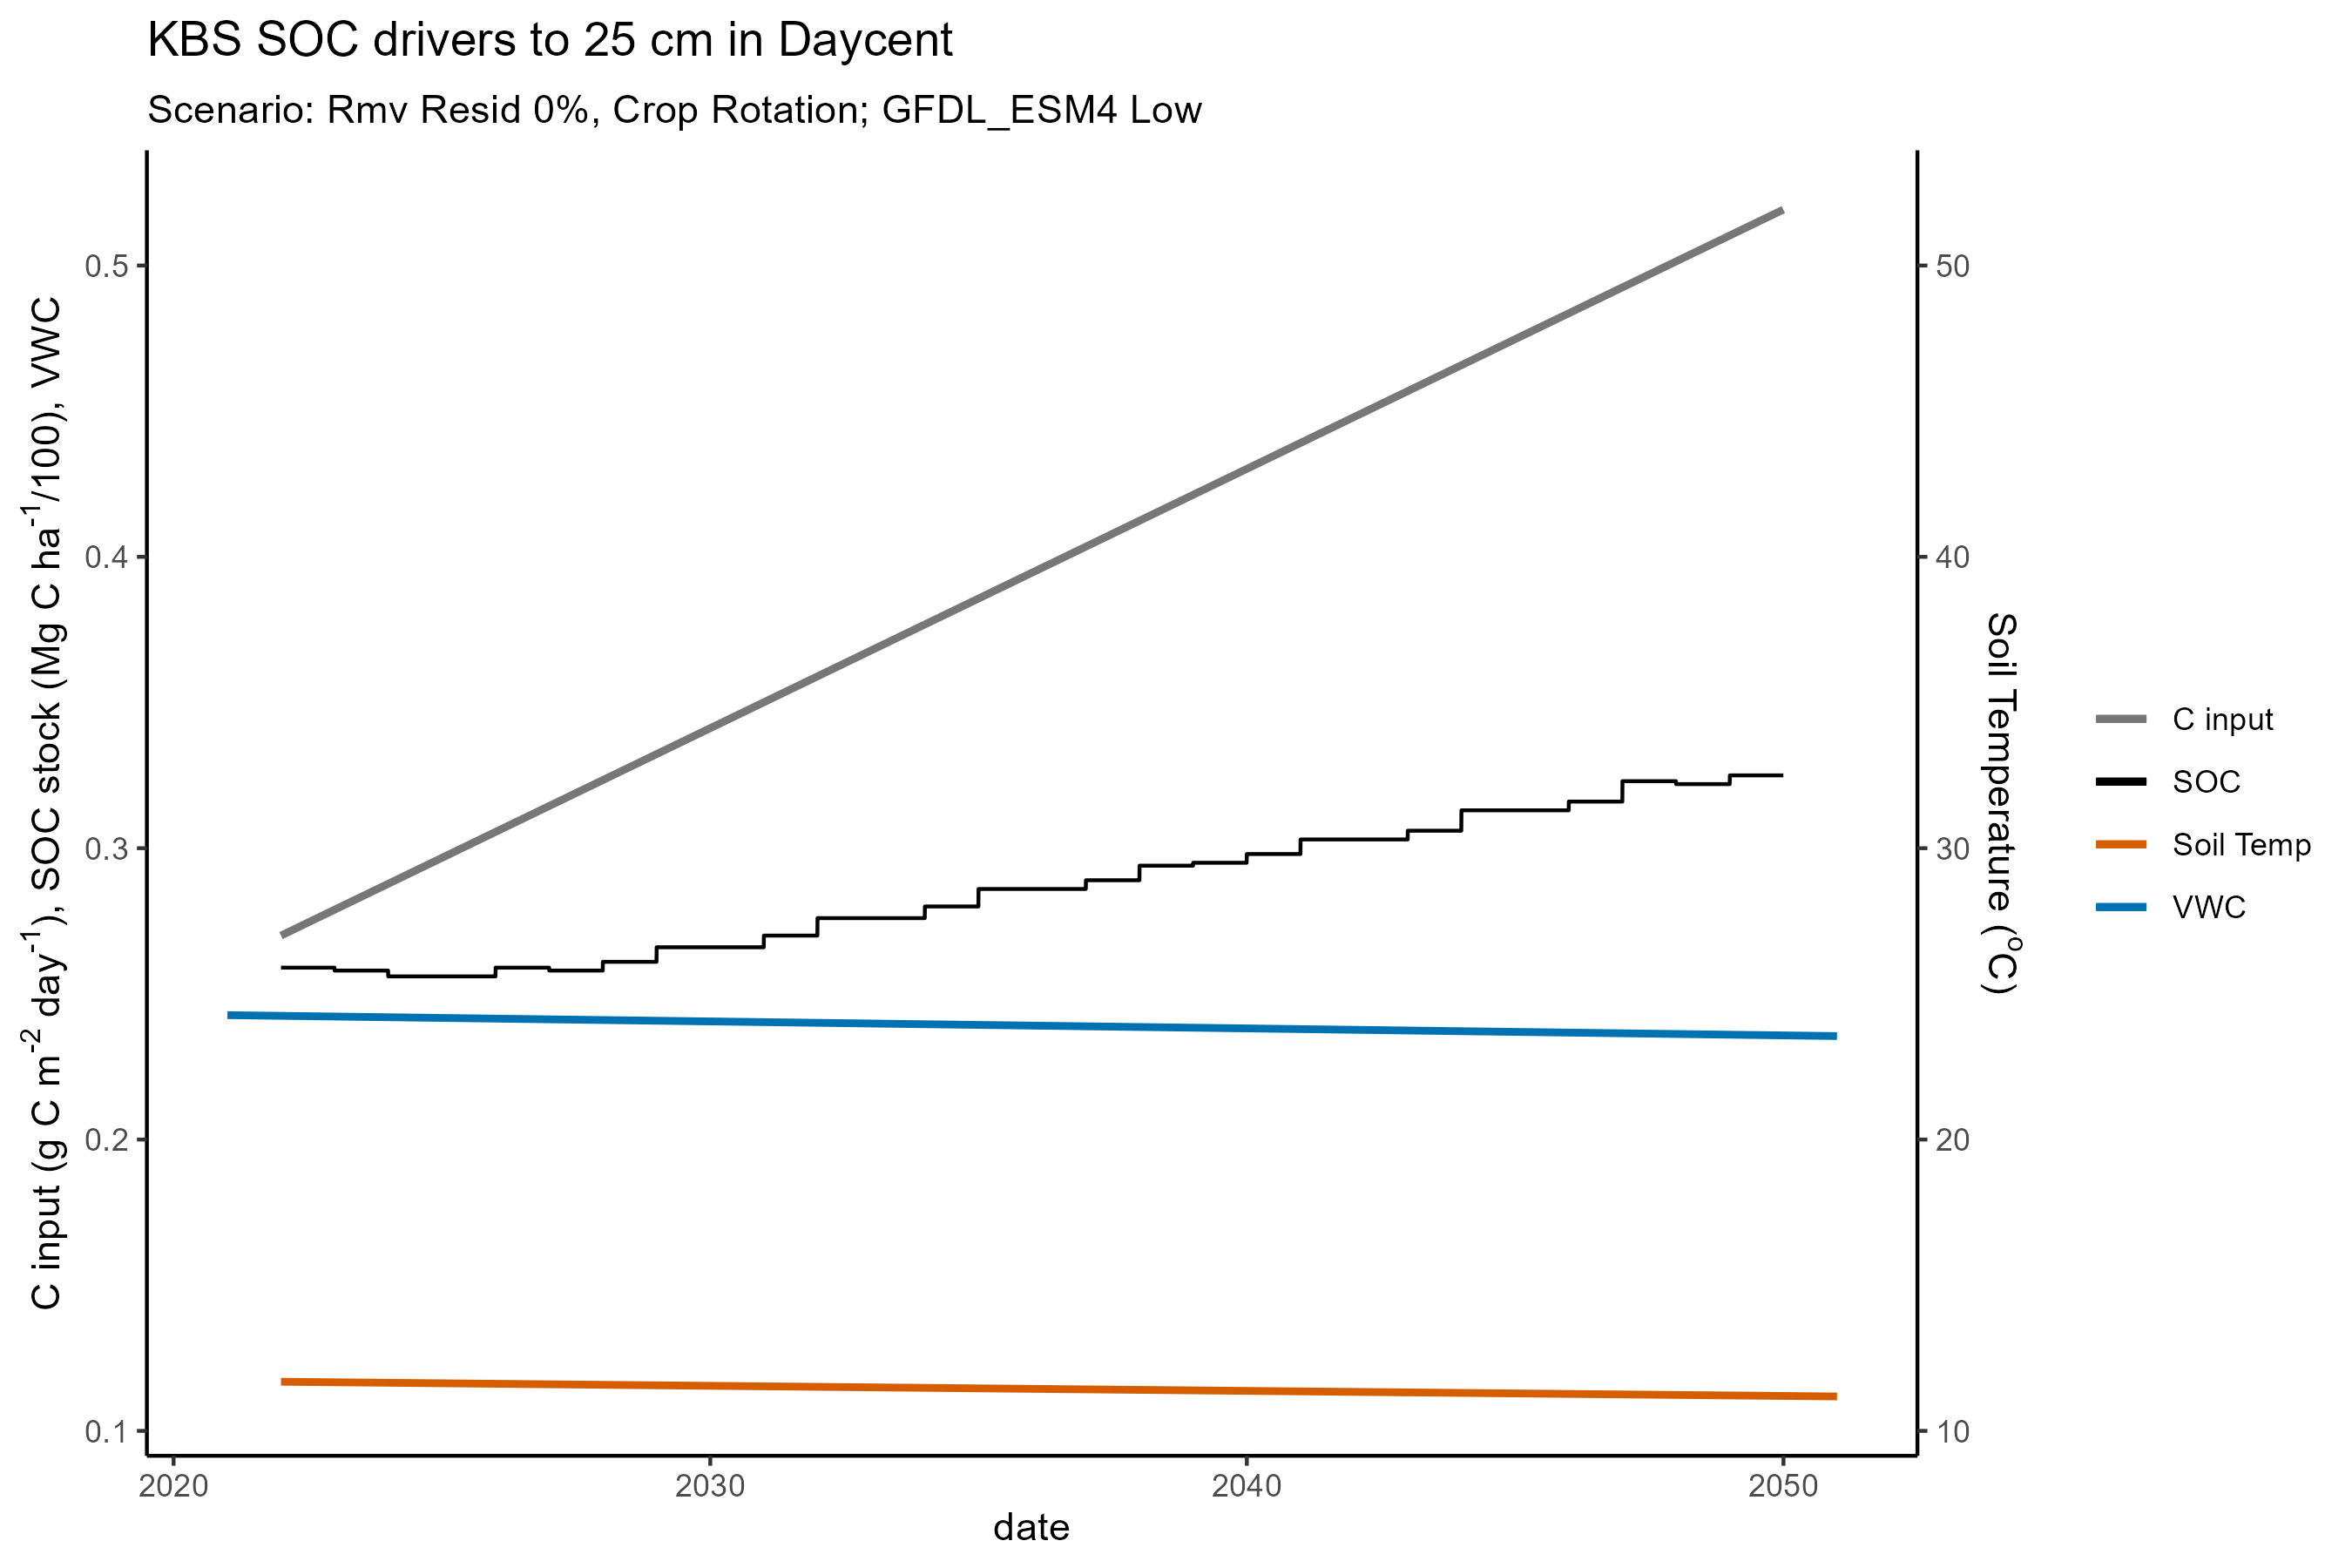 KBS SOC drivers to 25 cm in Daycent
Scenario: Rmv Resid 0%, Crop Rotation; GFDL_ESM4 Low
C input (g C m⁻² day⁻¹), SOC stock (Mg C ha⁻¹/100), VWC
0.5
0.4
0.3
0.2
0.1
50
40
30
20
10
Soil Temperature (°C)
C input
SOC
Soil Temp
VWC
2020
2030
2040
2050
date